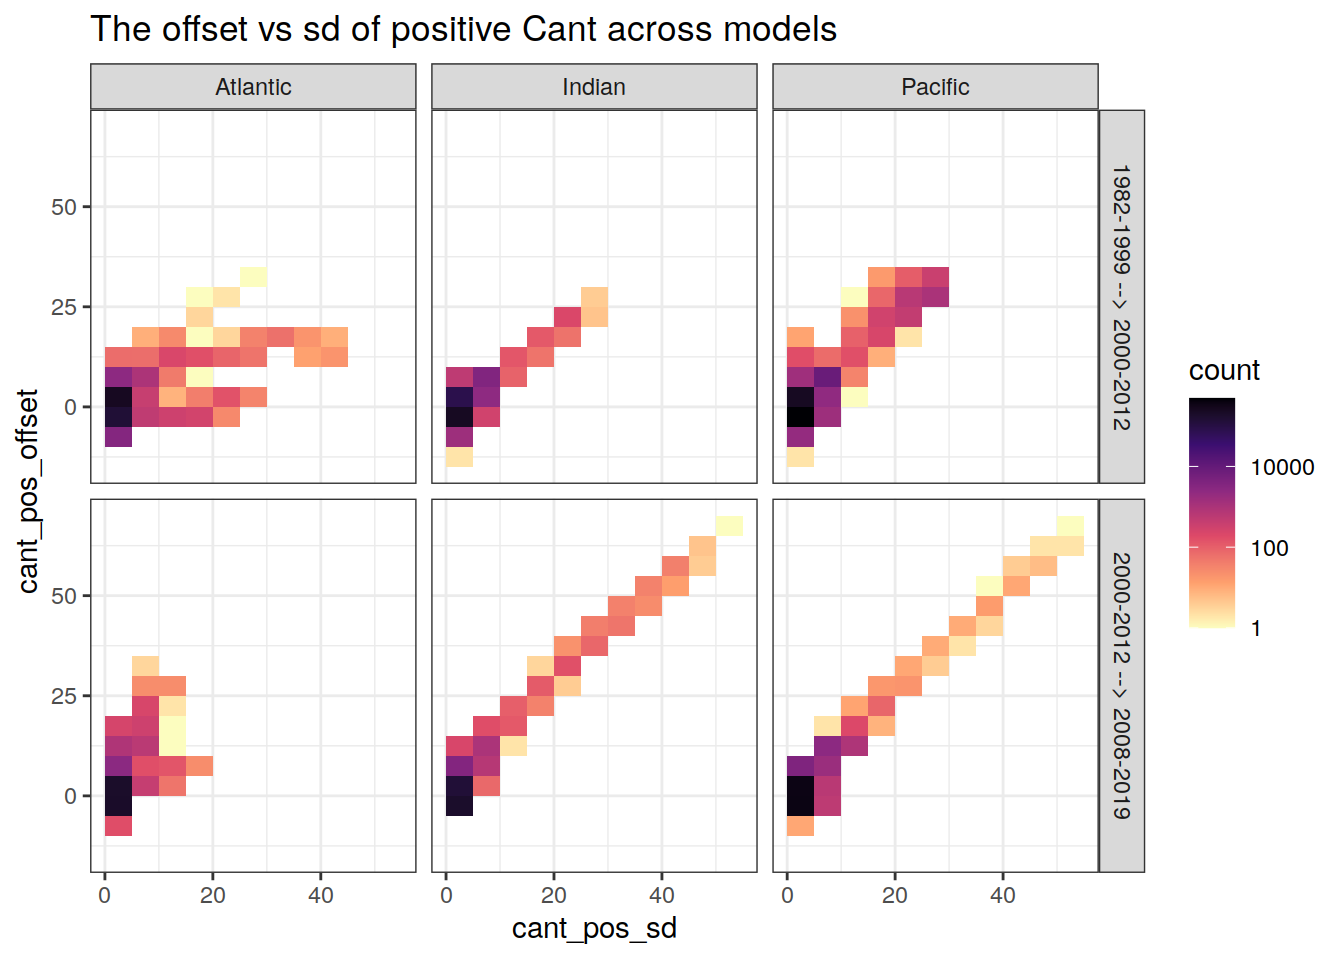 The offset vs sd of positive Cant across models
Atlantic
Indian
Pacific
50
25
0
1982-1999 --> 2000-2012
50
25
0
2000-2012 --> 2008-2019
0
20
40
0
20
40
0
20
40
cant_pos_sd
cant_pos_offset
count
10000
100
1